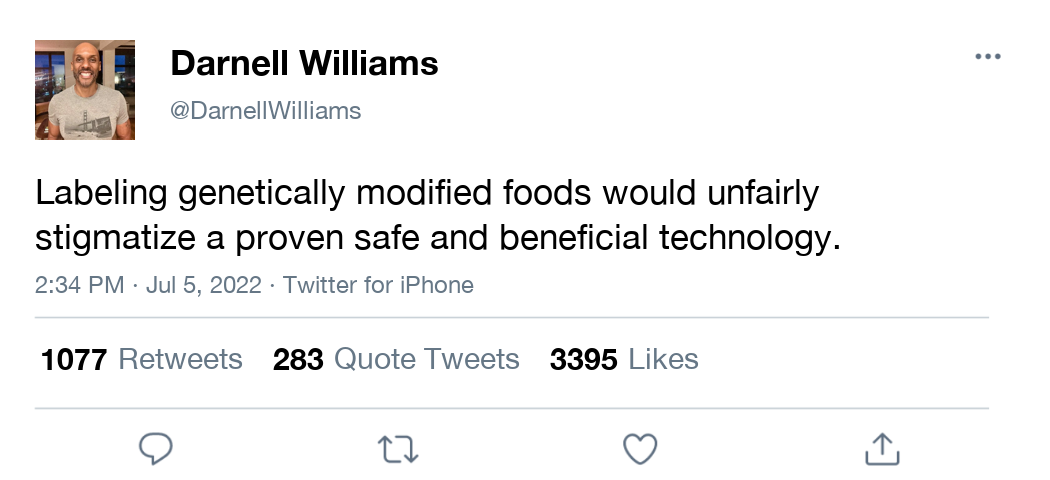 Darnell Williams
@DarnellWilliams
Labeling genetically modified foods would unfairly
stigmatize a proven safe and beneficial technology.
2:34 PM · Jul 5, 2022 · Twitter for iPhone
1077 Retweets 283 Quote Tweets 3395 Likes